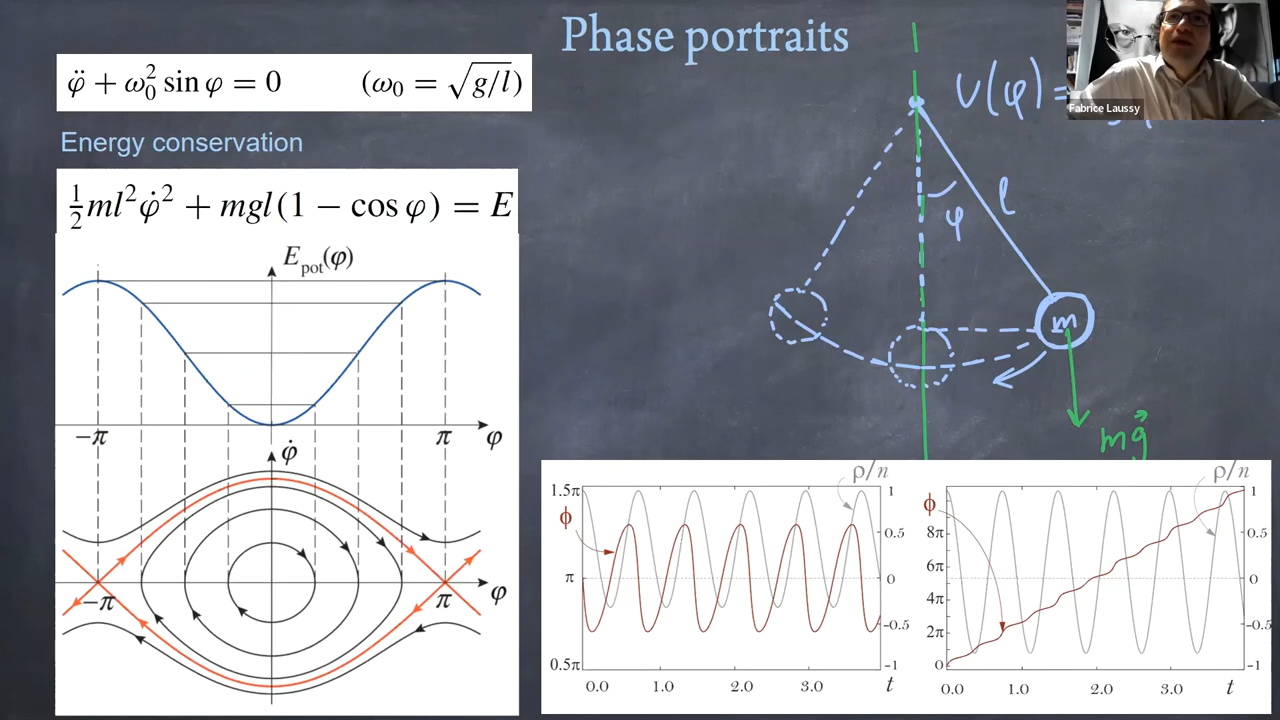 Phase portraits
φ̈ + ω₀² sin φ = 0 (ω₀ = √g/l)
Energy conservation
½ml²φ̇² + mgl(1 − cos φ) = E
E_pot(φ)
−π π φ
φ̇
−π π φ
U(φ) =
Fabrice Laussy
φ l
m
mg⃗
ρ/n
1.5π 1
ϕ 0.5
π 0
-0.5
0.5π -1
0.0 1.0 2.0 3.0 t
ρ/n
ϕ 1
8π 0.5
6π 0
4π
2π -0.5
0 -1
0.0 1.0 2.0 3.0 t